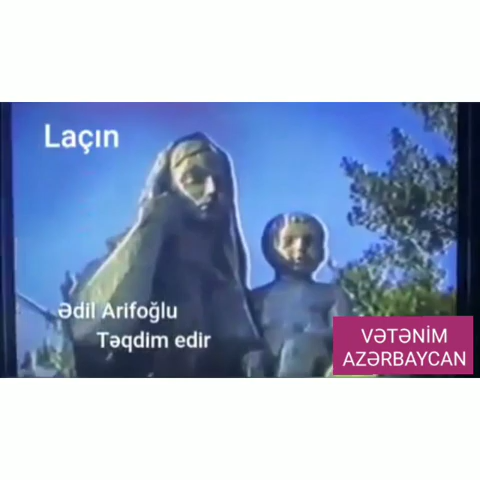 Laçın
Ədil Arifoğlu
Təqdim edir
VƏTƏNİM
AZƏRBAYCAN